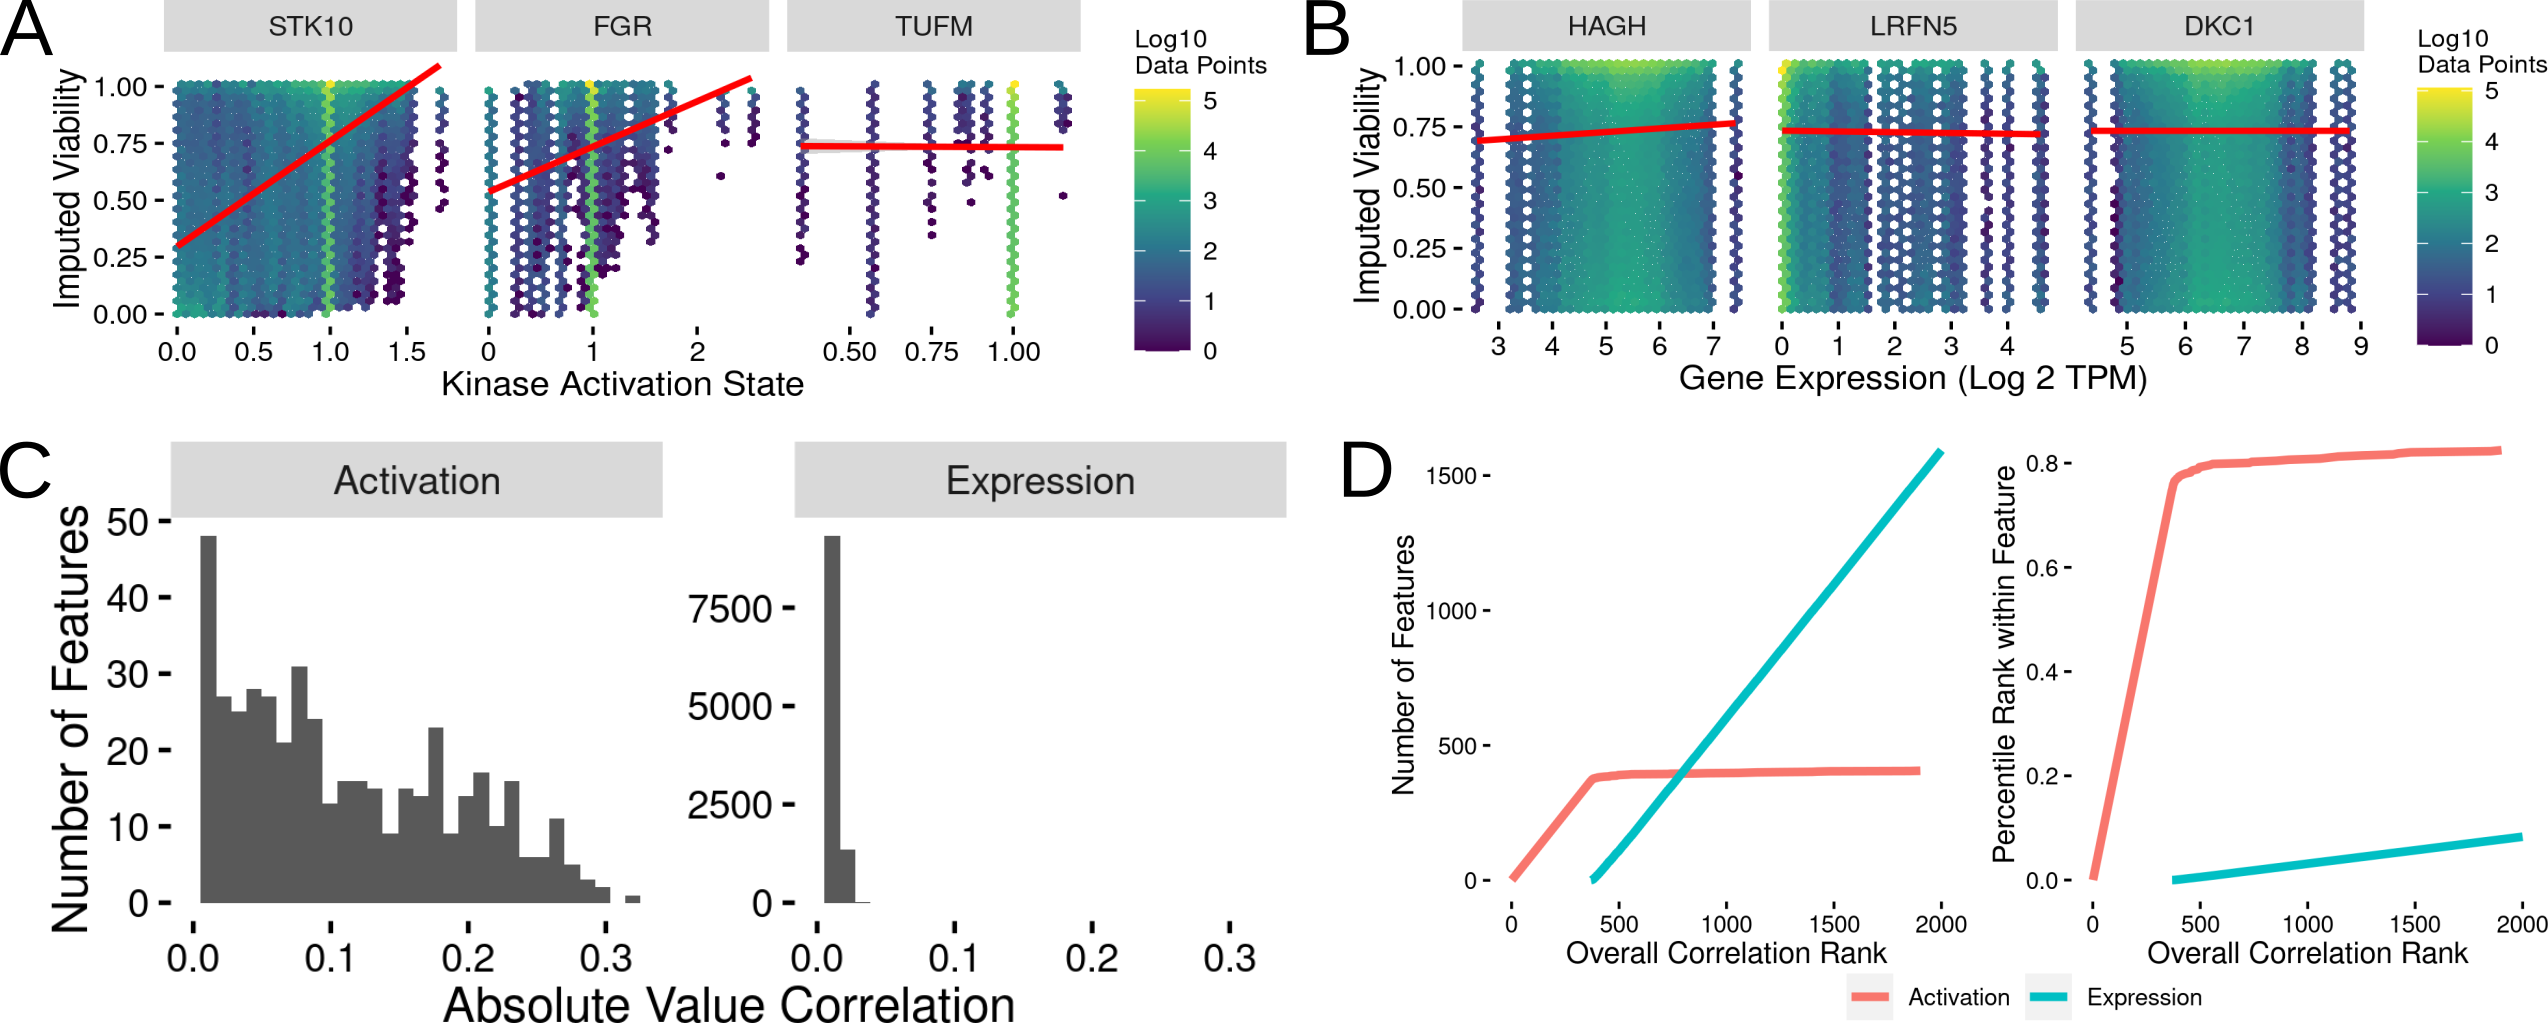 A
STK10
FGR
TUFM
Log10
Data Points
5
4
3
2
1
0
Imputed Viability
1.00
0.75
0.50
0.25
0.00
0.0 0.5 1.0 1.5
0 1 2
0.50 0.75 1.00
Kinase Activation State
B
HAGH
LRFN5
DKC1
Log10
Data Points
5
4
3
2
1
0
Imputed Viability
1.00
0.75
0.50
0.25
0.00
3 4 5 6 7
0 1 2 3 4
5 6 7 8 9
Gene Expression (Log 2 TPM)
C
Activation
Expression
Number of Features
50
40
30
20
10
0
7500
5000
2500
0
0.0 0.1 0.2 0.3
0.0 0.1 0.2 0.3
Absolute Value Correlation
D
Number of Features
1500
1000
500
0
0 500 1000 1500 2000
Overall Correlation Rank
Percentile Rank within Feature
0.8
0.6
0.4
0.2
0.0
0 500 1000 1500 2000
Overall Correlation Rank
Activation
Expression